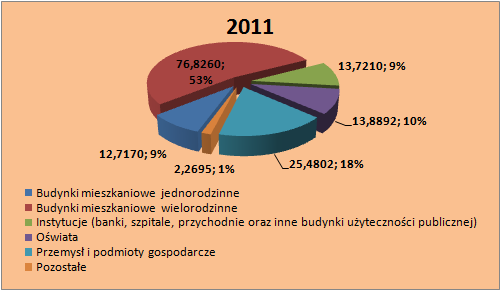 2011
76,8260;
53%
13,7210; 9%
13,8892; 10%
25,4802; 18%
2,2695; 1%
12,7170; 9%
Budynki mieszkaniowe jednorodzinne
Budynki mieszkaniowe wielorodzinne
Instytucje (banki, szpitale, przychodnie oraz inne budynki użyteczności publicznej)
Oświata
Przemysł i podmioty gospodarcze
Pozostałe